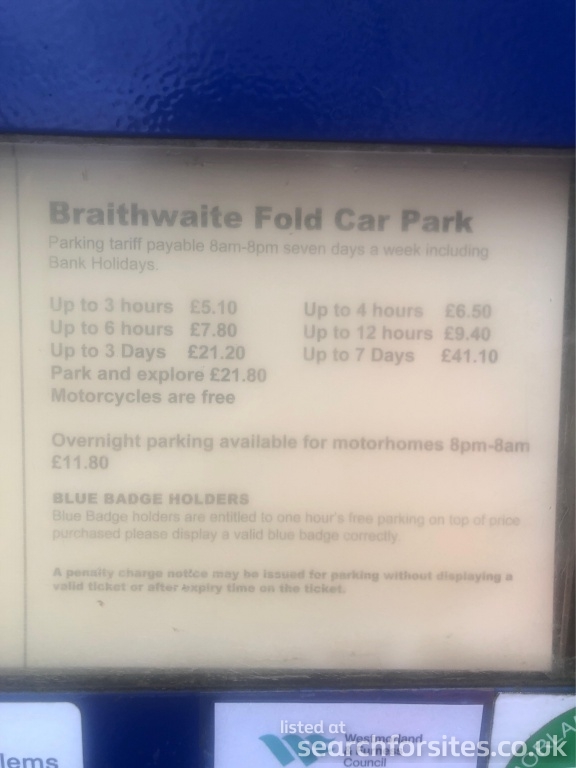 Braithwaite Fold Car Park
Parking tariff payable 8am-8pm seven days a week including
Bank Holidays.
Up to 3 hours £5.10 Up to 4 hours £6.50
Up to 6 hours £7.80 Up to 12 hours £9.40
Up to 3 Days £21.20 Up to 7 Days £41.10
Park and explore £21.80
Motorcycles are free
Overnight parking available for motorhomes 8pm-8am
£11.80
BLUE BADGE HOLDERS
Blue Badge holders are entitled to one hour's free parking on top of price
purchased please display a valid blue badge correctly.
A penalty charge notice may be issued for parking without displaying a
valid ticket or after expiry time on the ticket.
lems
listed at
searchforsites.co.uk
Westmorland
Council